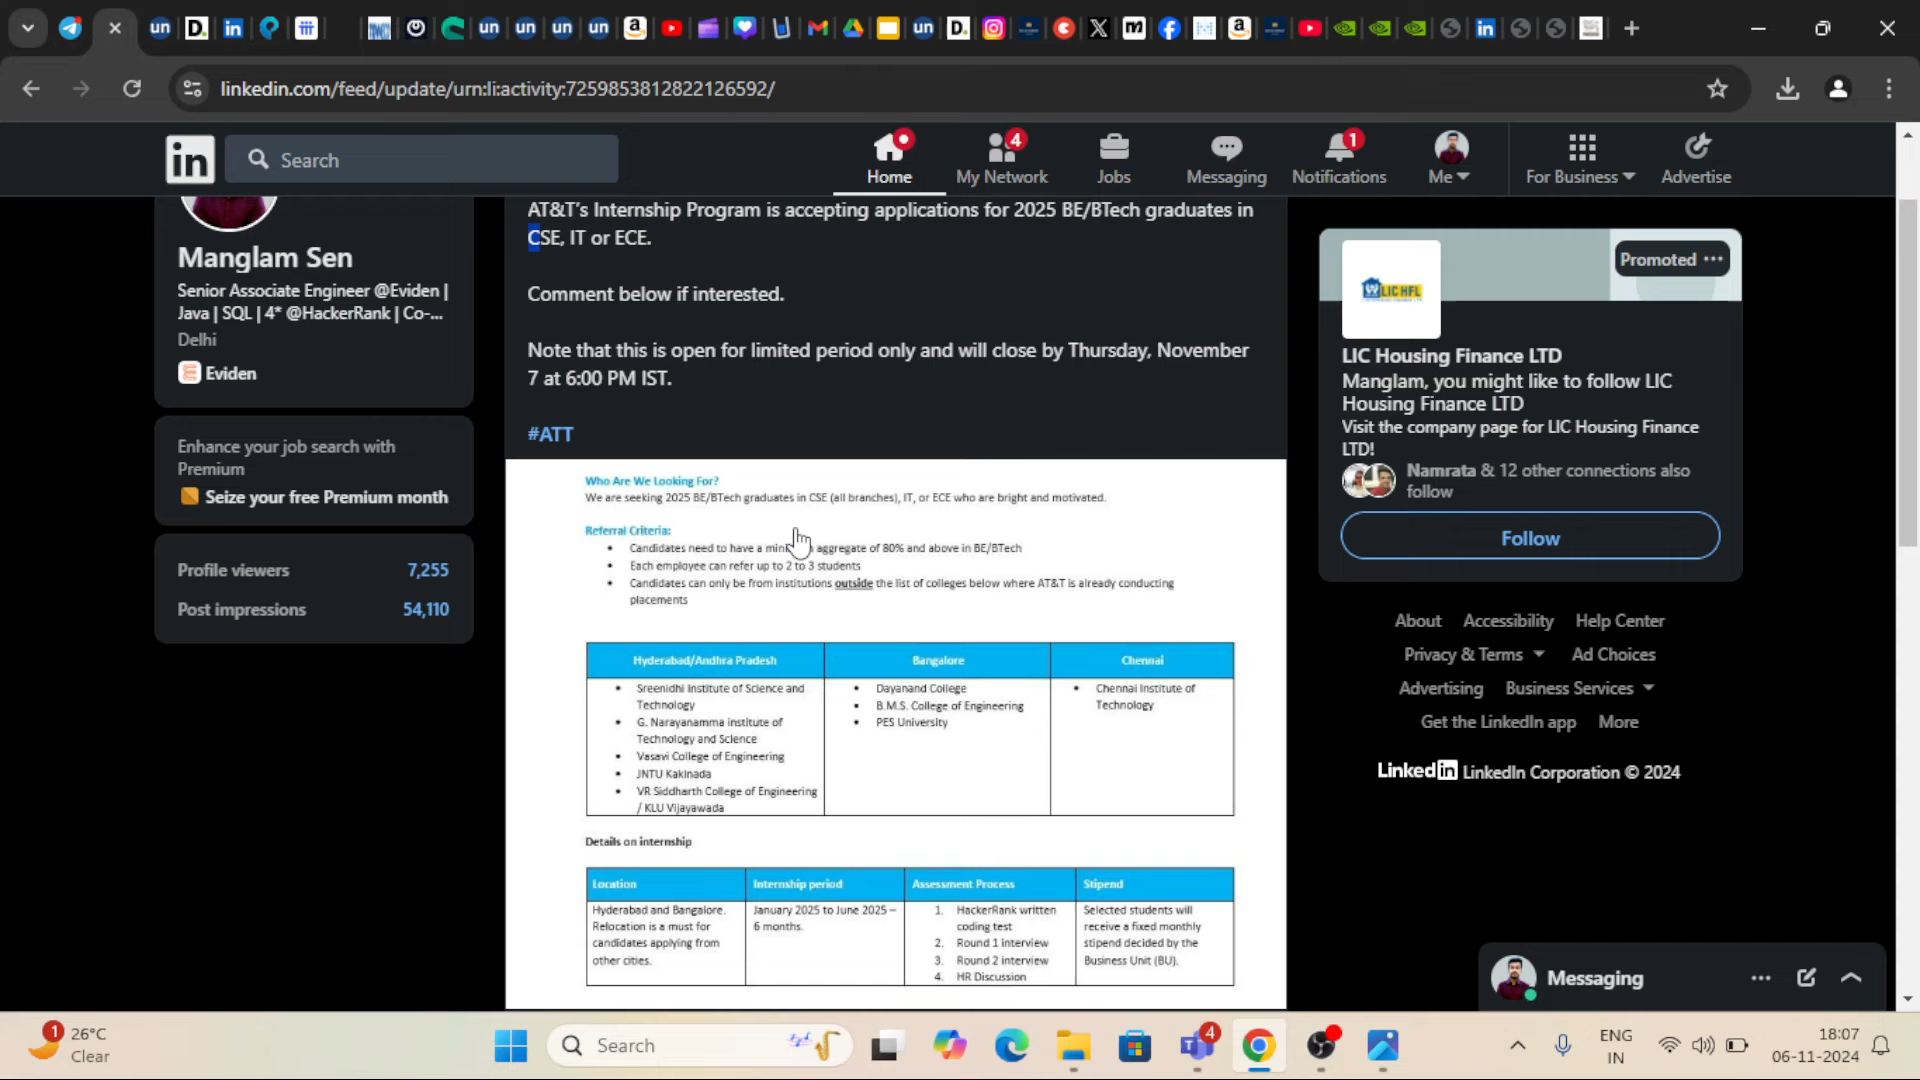 linkedin.com/feed/update/urn:li:activity:7259853812822126592/
in
Search
Home
4
My Network
Jobs
Messaging
1
Notifications
Me
For Business
Advertise
Manglam Sen
Senior Associate Engineer @Eviden |
Java | SQL | 4* @HackerRank | Co-...
Delhi
Eviden
Enhance your job search with
Premium
Seize your free Premium month
Profile viewers 7,255
Post impressions 54,110
AT&T's Internship Program is accepting applications for 2025 BE/BTech graduates in
CSE, IT or ECE.
Comment below if interested.
Note that this is open for limited period only and will close by Thursday, November
7 at 6:00 PM IST.
#ATT
Who Are We Looking For?
We are seeking 2025 BE/BTech graduates in CSE (all branches), IT, or ECE who are bright and motivated.
Referral Criteria:
• Candidates need to have a aggregate of 80% and above in BE/BTech
• Each employee can refer up to 2 to 3 students
• Candidates can only be from institutions outside the list of colleges below where AT&T is already conducting
placements
Hyderabad/Andhra Pradesh
• Sreenidhi Institute of Science and
Technology
• G. Narayanamma institute of
Technology and Science
• Vasavi College of Engineering
• JNTU Kakinada
• VR Siddharth College of Engineering
/ KLU Vijayawada
Bangalore
• Dayanand College
• B.M.S. College of Engineering
• PES University
Chennai
• Chennai Institute of
Technology
Details on internship
Location
Hyderabad and Bangalore.
Relocation is a must for
candidates applying from
other cities.
Internship period
January 2025 to June 2025 –
6 months.
Assessment Process
1. HackerRank written
coding test
2. Round 1 interview
3. Round 2 interview
4. HR Discussion
Stipend
Selected students will
receive a fixed monthly
stipend decided by the
Business Unit (BU).
Promoted
LIC HFL
LIC Housing Finance LTD
Manglam, you might like to follow LIC
Housing Finance LTD
Visit the company page for LIC Housing Finance
LTD!
Namrata & 12 other connections also
follow
Follow
About Accessibility Help Center
Privacy & Terms Ad Choices
Advertising Business Services
Get the LinkedIn app More
LinkedIn LinkedIn Corporation © 2024
Messaging
1
26°C
Clear
Search
4
ENG
IN
18:07
06-11-2024